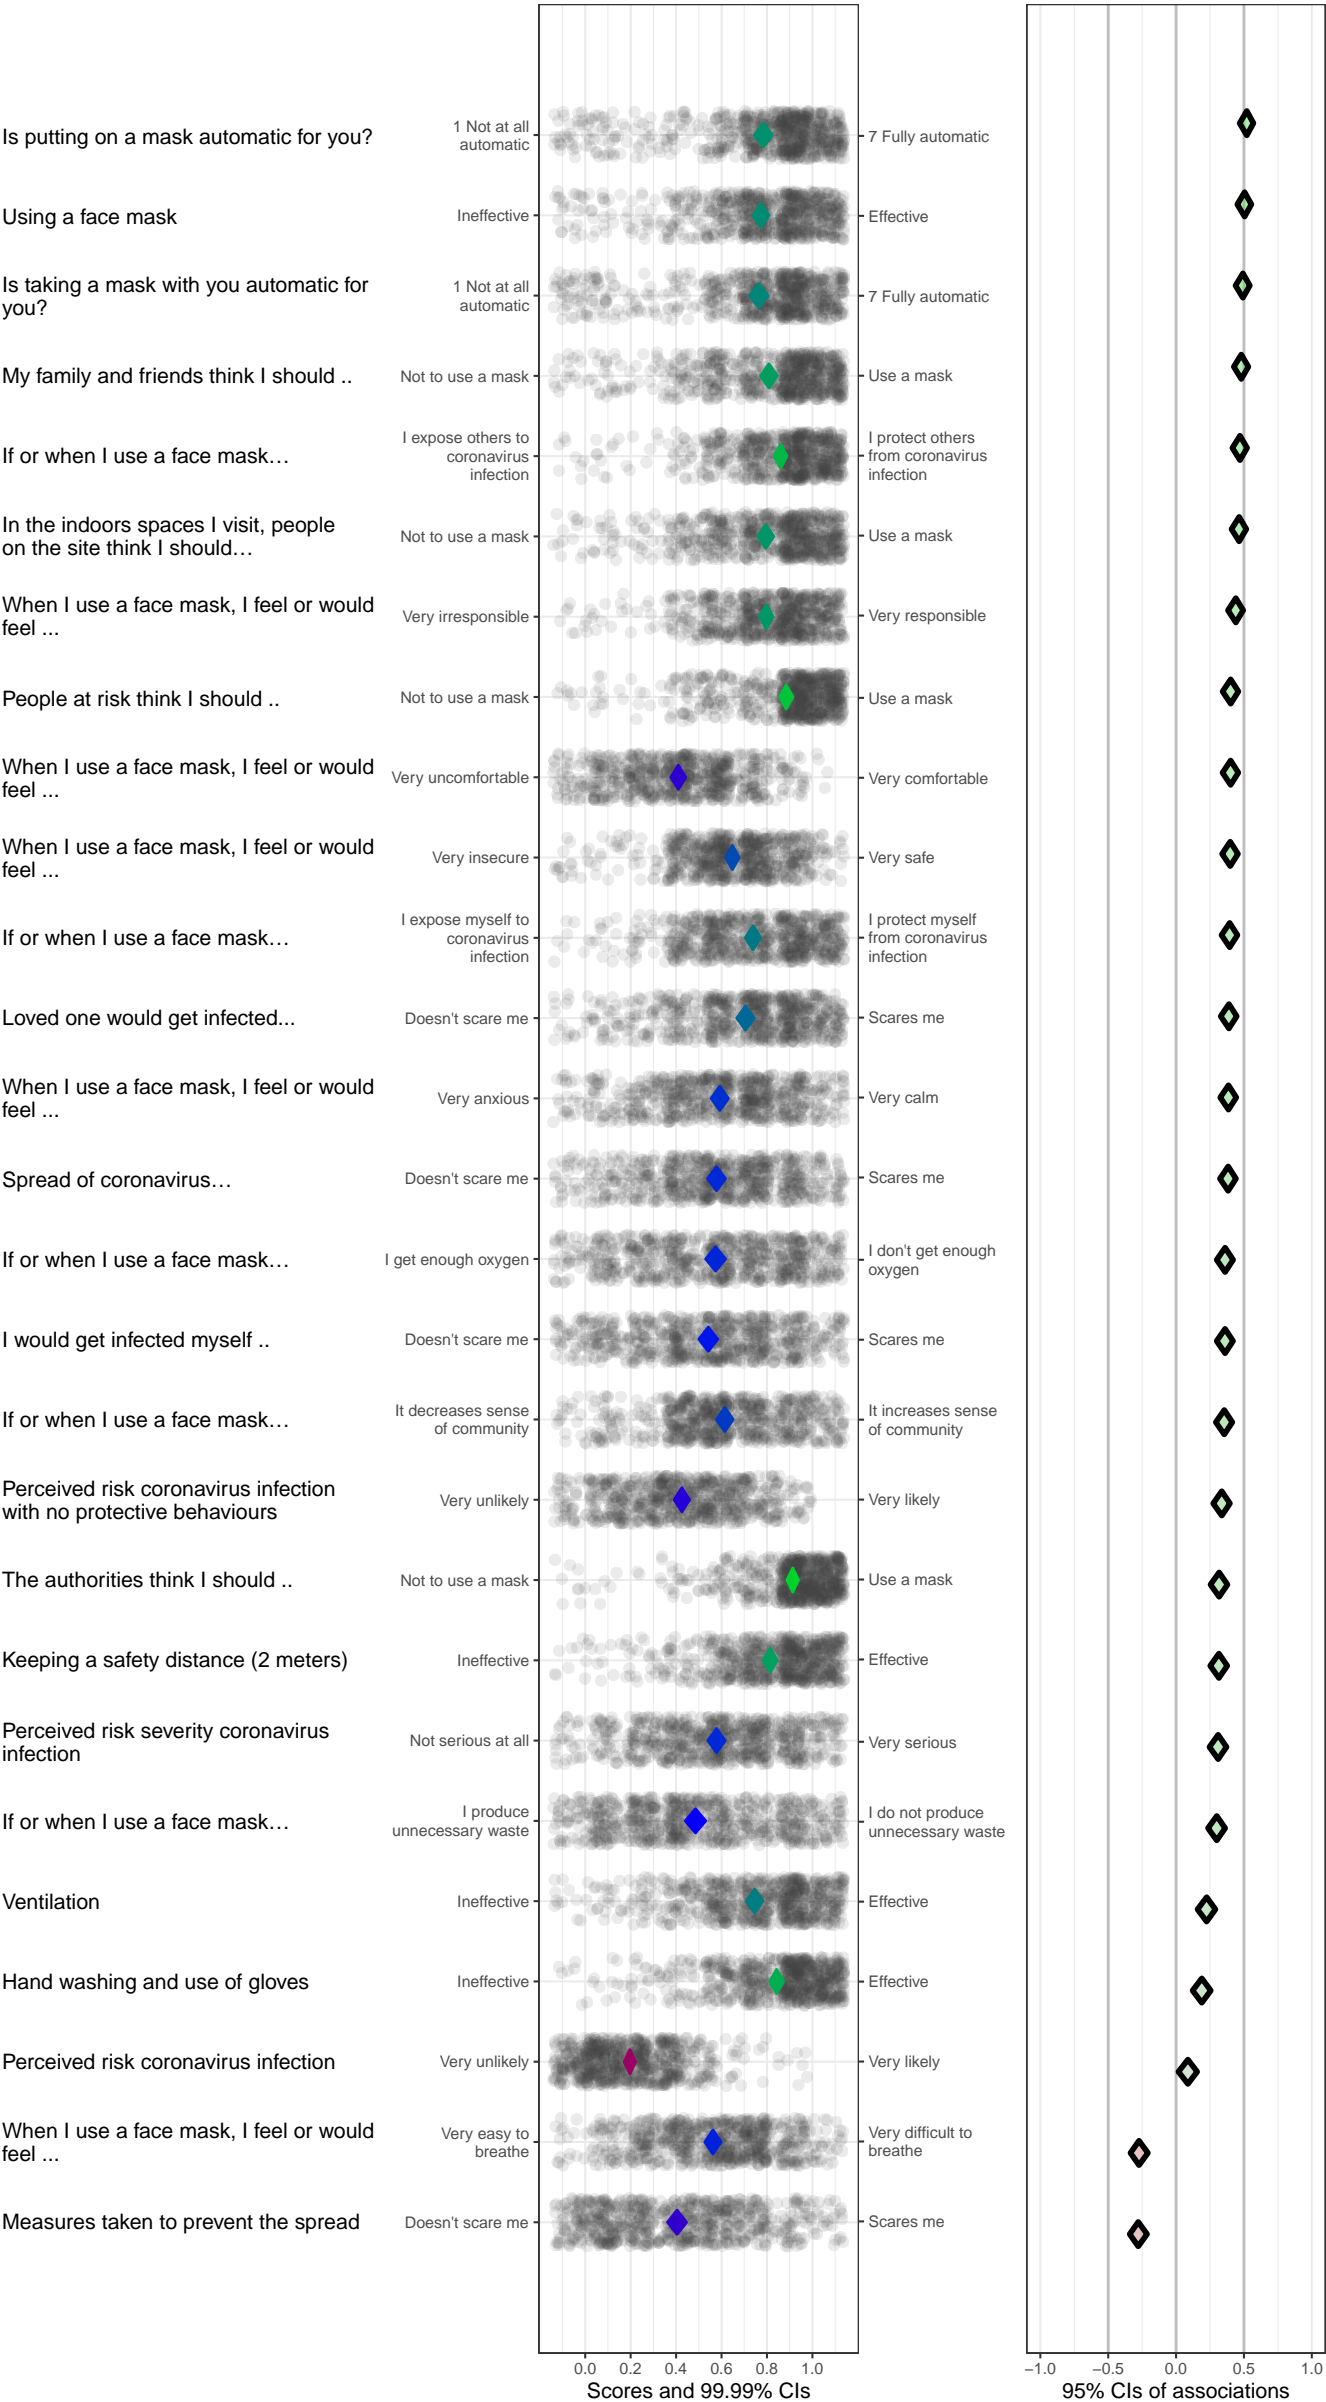 Is putting on a mask automatic for you?
1 Not at all
automatic
7 Fully automatic
Using a face mask
Ineffective
Effective
Is taking a mask with you automatic for
you?
1 Not at all
automatic
7 Fully automatic
My family and friends think I should ..
Not to use a mask
Use a mask
If or when I use a face mask…
I expose others to
coronavirus
infection
I protect others
from coronavirus
infection
In the indoors spaces I visit, people
on the site think I should…
Not to use a mask
Use a mask
When I use a face mask, I feel or would
feel ...
Very irresponsible
Very responsible
People at risk think I should ..
Not to use a mask
Use a mask
When I use a face mask, I feel or would
feel ...
Very uncomfortable
Very comfortable
When I use a face mask, I feel or would
feel ...
Very insecure
Very safe
If or when I use a face mask…
I expose myself to
coronavirus
infection
I protect myself
from coronavirus
infection
Loved one would get infected...
Doesn't scare me
Scares me
When I use a face mask, I feel or would
feel ...
Very anxious
Very calm
Spread of coronavirus…
Doesn't scare me
Scares me
If or when I use a face mask…
I get enough oxygen
I don't get enough
oxygen
I would get infected myself ..
Doesn't scare me
Scares me
If or when I use a face mask…
It decreases sense
of community
It increases sense
of community
Perceived risk coronavirus infection
with no protective behaviours
Very unlikely
Very likely
The authorities think I should ..
Not to use a mask
Use a mask
Keeping a safety distance (2 meters)
Ineffective
Effective
Perceived risk severity coronavirus
infection
Not serious at all
Very serious
If or when I use a face mask…
I produce
unnecessary waste
I do not produce
unnecessary waste
Ventilation
Ineffective
Effective
Hand washing and use of gloves
Ineffective
Effective
Perceived risk coronavirus infection
Very unlikely
Very likely
When I use a face mask, I feel or would
feel ...
Very easy to
breathe
Very difficult to
breathe
Measures taken to prevent the spread
Doesn't scare me
Scares me
0.0 0.2 0.4 0.6 0.8 1.0
Scores and 99.99% CIs
−1.0 −0.5 0.0 0.5 1.0
95% CIs of associations